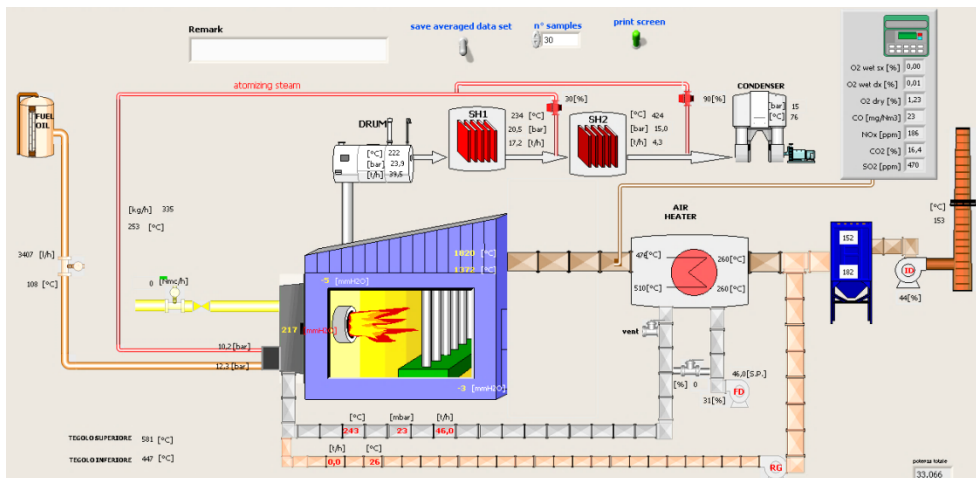 Remark
save averaged data set
n° samples
30
print screen
O2 wet sx [%] 0,00
O2 wet dx [%] 0,01
O2 dry [%] 1,23
CO [mg/Nm3] 23
NOx [ppm] 186
CO2 [%] 16,4
SO2 [ppm] 470
atomizing steam
FUEL
OIL
DRUM
[°C] 222
[bar] 23,9
[t/h] 39,5
SH1
234 [°C]
20,5 [bar]
17,2 [t/h]
30[%]
SH2
424 [°C]
[bar] 15,0
[t/h] 4,3
90[%]
CONDENSER
[bar] 15
[°C] 76
[kg/h] 335
253 [°C]
3407 [l/h]
108 [°C]
0
217
10,2 [bar]
12,3 [bar]
1820 [°C]
1372 [°C]
-5 [mmH2O]
-3 [mmH2O]
AIR
HEATER
260[°C]
510[°C] 260[°C]
vent
[%] 0
46,0[S.P.]
31[%]
FD
152
182
ID
44[%]
[°C]
153
[°C] [mbar] [t/h]
243 23 46,0
[t/h] [°C]
0,0 26
RG
TEGOLO SUPERIORE 581 [°C]
TEGOLO INFERIORE 447 [°C]
potenza totale
33,066